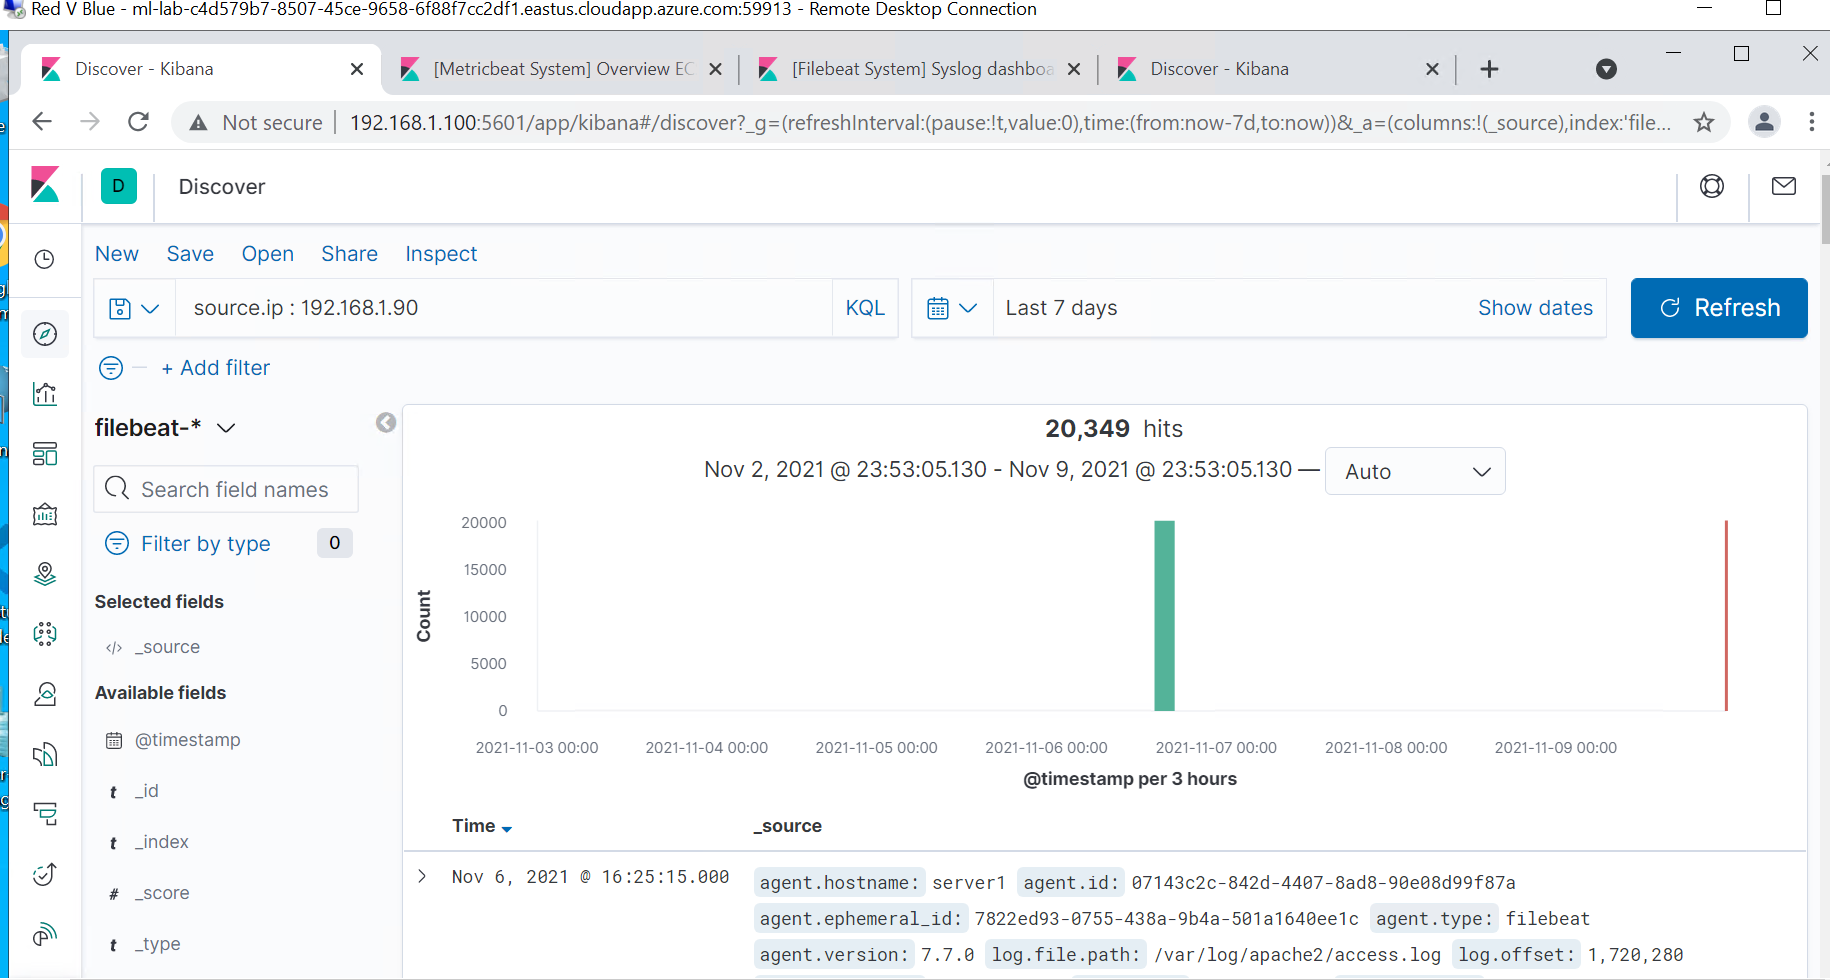 Red V Blue - ml-lab-c4d579b7-8507-45ce-9658-6f88f7cc2df1.eastus.cloudapp.azure.com:59913 - Remote Desktop Connection
Discover - Kibana
[Metricbeat System] Overview EC
[Filebeat System] Syslog dashboa
Discover - Kibana
Not secure
192.168.1.100:5601/app/kibana#/discover?_g=(refreshInterval:(pause:!t,value:0),time:(from:now-7d,to:now))&_a=(columns:!(_source),index:'file...
D
Discover
New Save Open Share Inspect
source.ip : 192.168.1.90
KQL
Last 7 days
Show dates
Refresh
+ Add filter
filebeat-*
Search field names
Filter by type
0
Selected fields
</> _source
Available fields
@timestamp
t _id
t _index
# _score
t _type
20,349 hits
Nov 2, 2021 @ 23:53:05.130 - Nov 9, 2021 @ 23:53:05.130 —
Auto
Count
20000
15000
10000
5000
0
2021-11-03 00:00
2021-11-04 00:00
2021-11-05 00:00
2021-11-06 00:00
2021-11-07 00:00
2021-11-08 00:00
2021-11-09 00:00
@timestamp per 3 hours
Time
_source
Nov 6, 2021 @ 16:25:15.000
agent.hostname: server1 agent.id: 07143c2c-842d-4407-8ad8-90e08d99f87a
agent.ephemeral_id: 7822ed93-0755-438a-9b4a-501a1640ee1c agent.type: filebeat
agent.version: 7.7.0 log.file.path: /var/log/apache2/access.log log.offset: 1,720,280